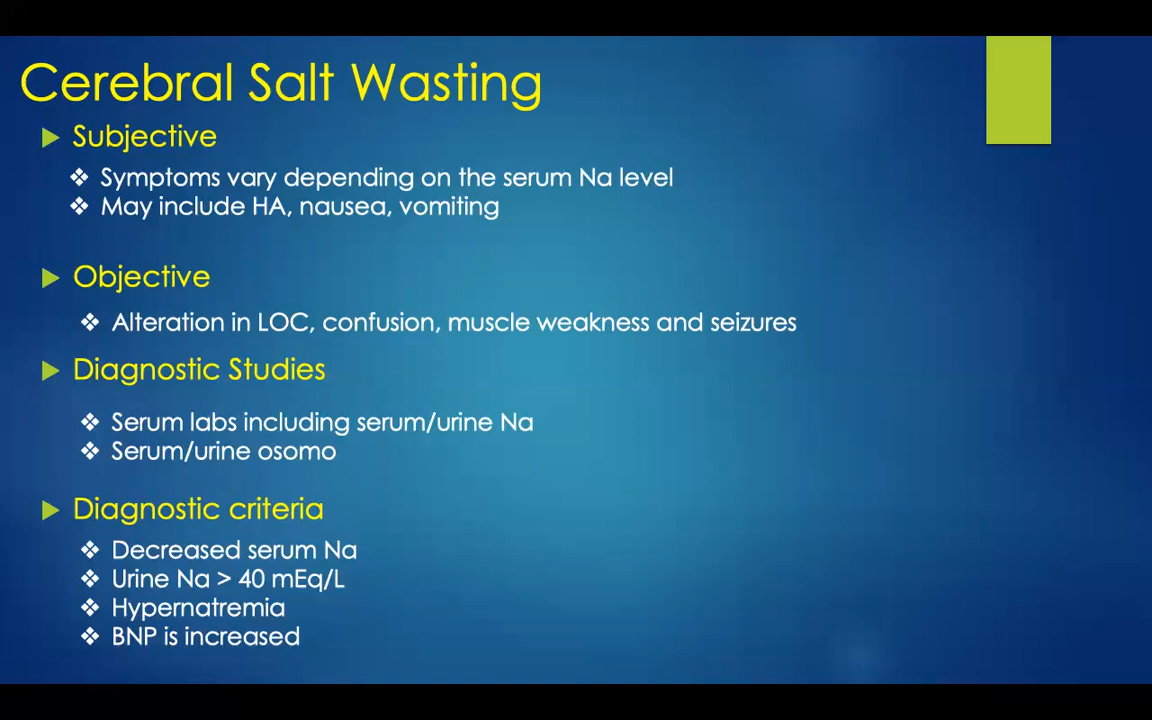 Cerebral Salt Wasting
Subjective
Symptoms vary depending on the serum Na level
May include HA, nausea, vomiting
Objective
Alteration in LOC, confusion, muscle weakness and seizures
Diagnostic Studies
Serum labs including serum/urine Na
Serum/urine osomo
Diagnostic criteria
Decreased serum Na
Urine Na > 40 mEq/L
Hypernatremia
BNP is increased